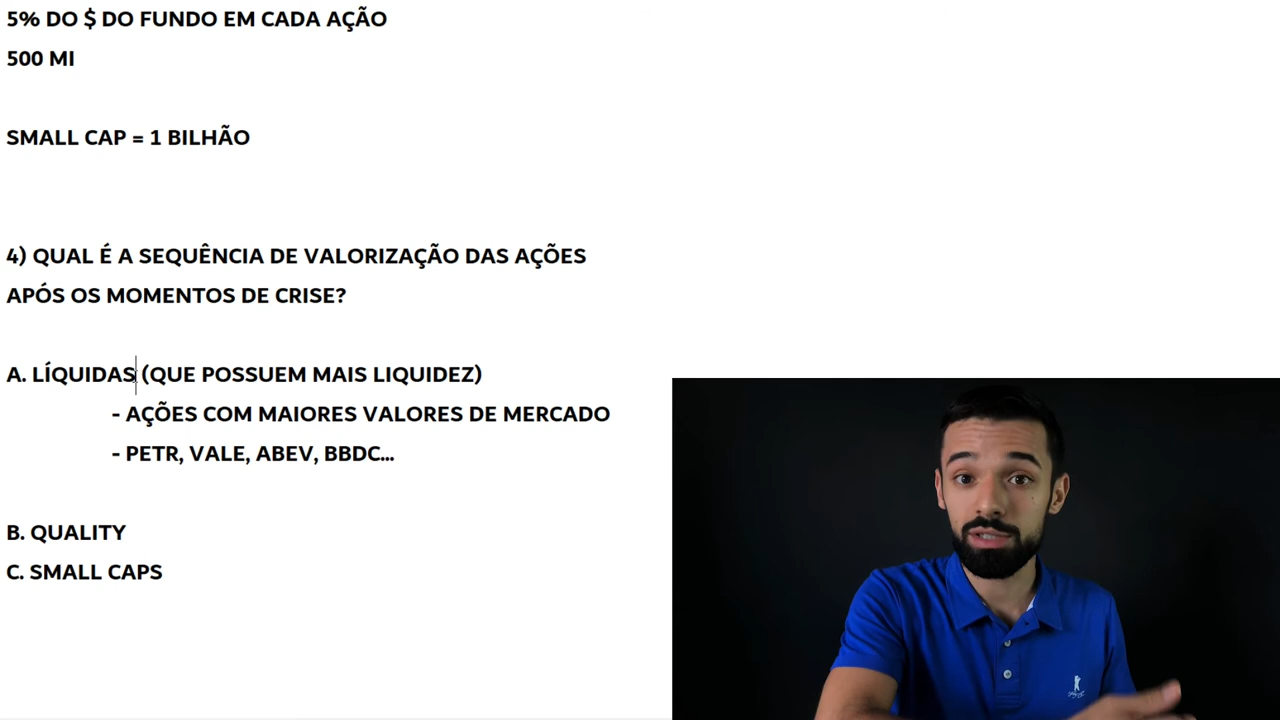 5% DO $ DO FUNDO EM CADA AÇÃO
500 MI
SMALL CAP = 1 BILHÃO
4) QUAL É A SEQUÊNCIA DE VALORIZAÇÃO DAS AÇÕES
APÓS OS MOMENTOS DE CRISE?
A. LÍQUIDAS (QUE POSSUEM MAIS LIQUIDEZ)
- AÇÕES COM MAIORES VALORES DE MERCADO
- PETR, VALE, ABEV, BBDC...
B. QUALITY
C. SMALL CAPS